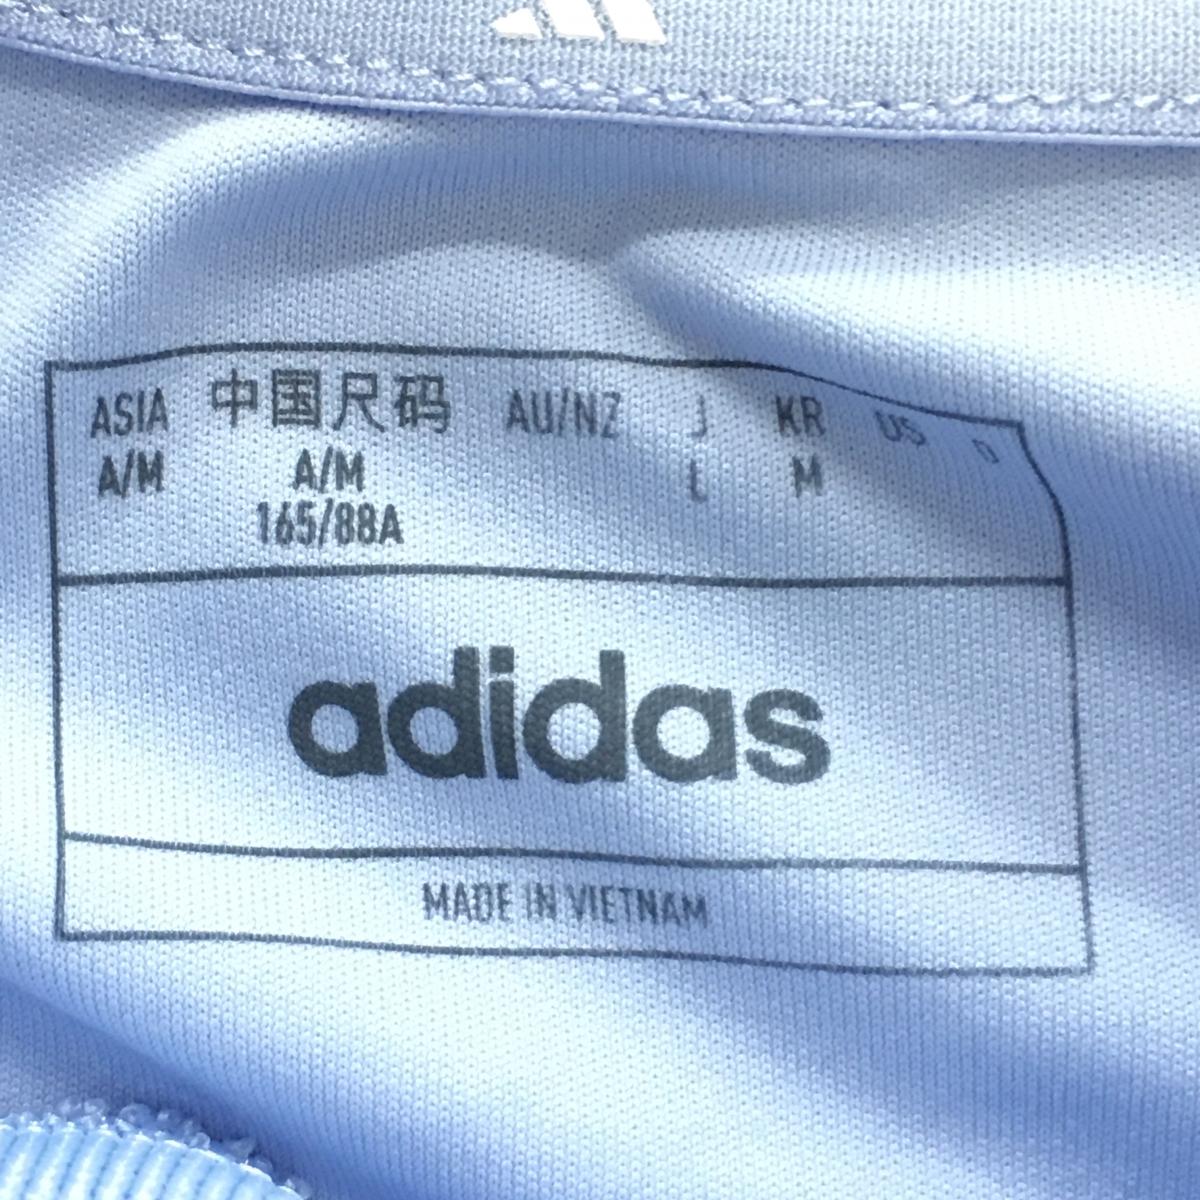 ASIA 中国尺码 AU/NZ J KR US D
A/M A/M L M
165/88A
adidas
MADE IN VIETNAM